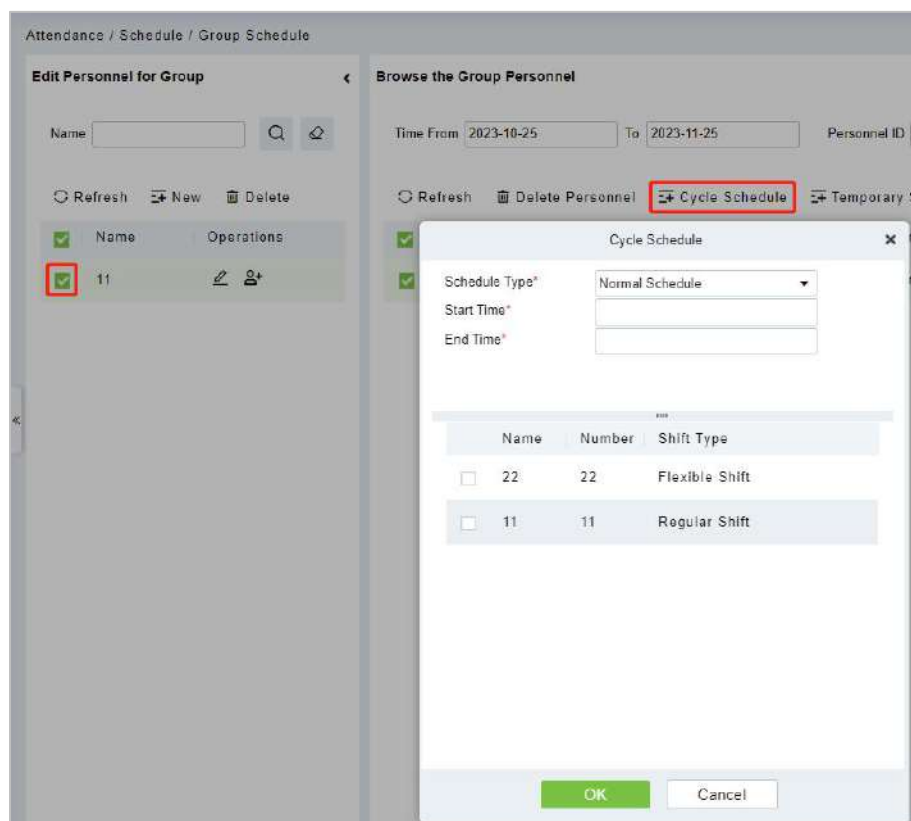 Attendance / Schedule / Group Schedule
Edit Personnel for Group
Browse the Group Personnel
Name
Time From 2023-10-25 To 2023-11-25 Personnel ID
Refresh New Delete
Refresh Delete Personnel Cycle Schedule Temporary
Name Operations
11
Cycle Schedule
Schedule Type* Normal Schedule
Start Time*
End Time*
Name Number Shift Type
22 22 Flexible Shift
11 11 Regular Shift
OK Cancel